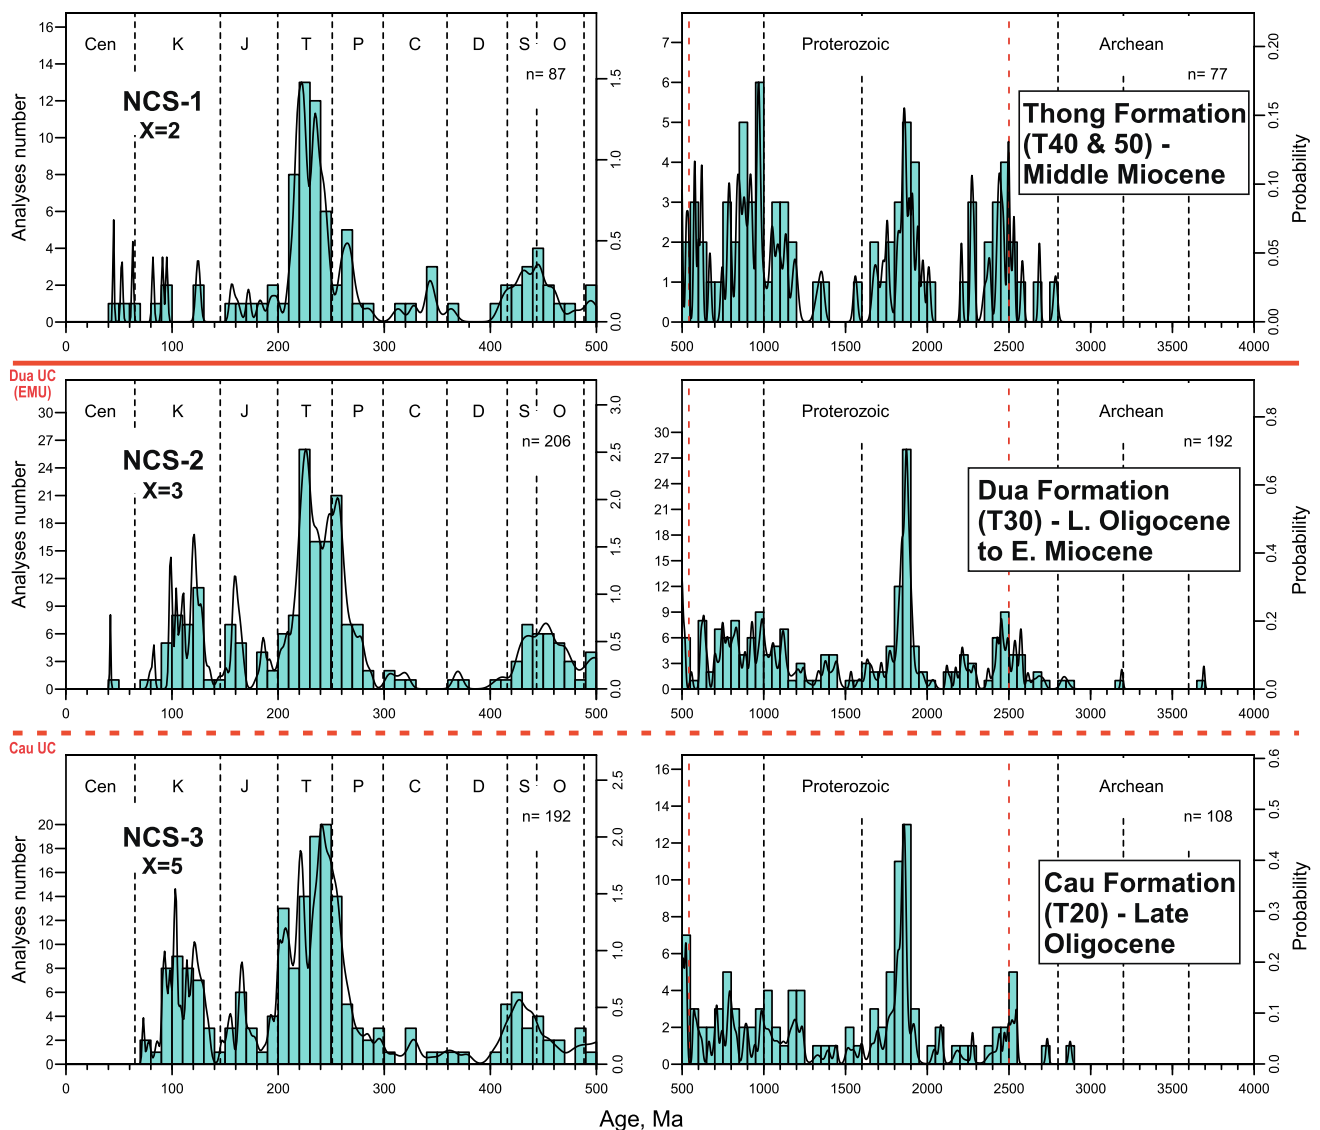 Cen K J T P C D S O
n= 87
NCS-1
X=2
Analyses number
16
14
12
10
8
6
4
2
0
1.5
1.0
0.5
0.0
0 100 200 300 400 500
Proterozoic Archean
n= 77
Thong Formation
(T40 & 50) -
Middle Miocene
7
6
5
4
3
2
1
0
0.20
0.15
0.10
0.05
0.00
Probability
500 1000 1500 2000 2500 3000 3500 4000
Dua UC
(EMU)
Cen K J T P C D S O
n= 206
NCS-2
X=3
Analyses number
30
27
24
21
18
15
12
9
6
3
0
3.0
2.5
2.0
1.5
1.0
0.5
0.0
0 100 200 300 400 500
Proterozoic Archean
n= 192
Dua Formation
(T30) - L. Oligocene
to E. Miocene
30
27
24
21
18
15
12
9
6
3
0
0.8
0.6
0.4
0.2
0.0
Probability
500 1000 1500 2000 2500 3000 3500 4000
Cau UC
Cen K J T P C D S O
n= 192
NCS-3
X=5
Analyses number
20
18
16
14
12
10
8
6
4
2
0
2.5
2.0
1.5
1.0
0.5
0.0
0 100 200 300 400 500
Proterozoic Archean
n= 108
Cau Formation
(T20) - Late
Oligocene
16
14
12
10
8
6
4
2
0
0.6
0.5
0.4
0.3
0.2
0.1
0.0
Probability
500 1000 1500 2000 2500 3000 3500 4000
Age, Ma